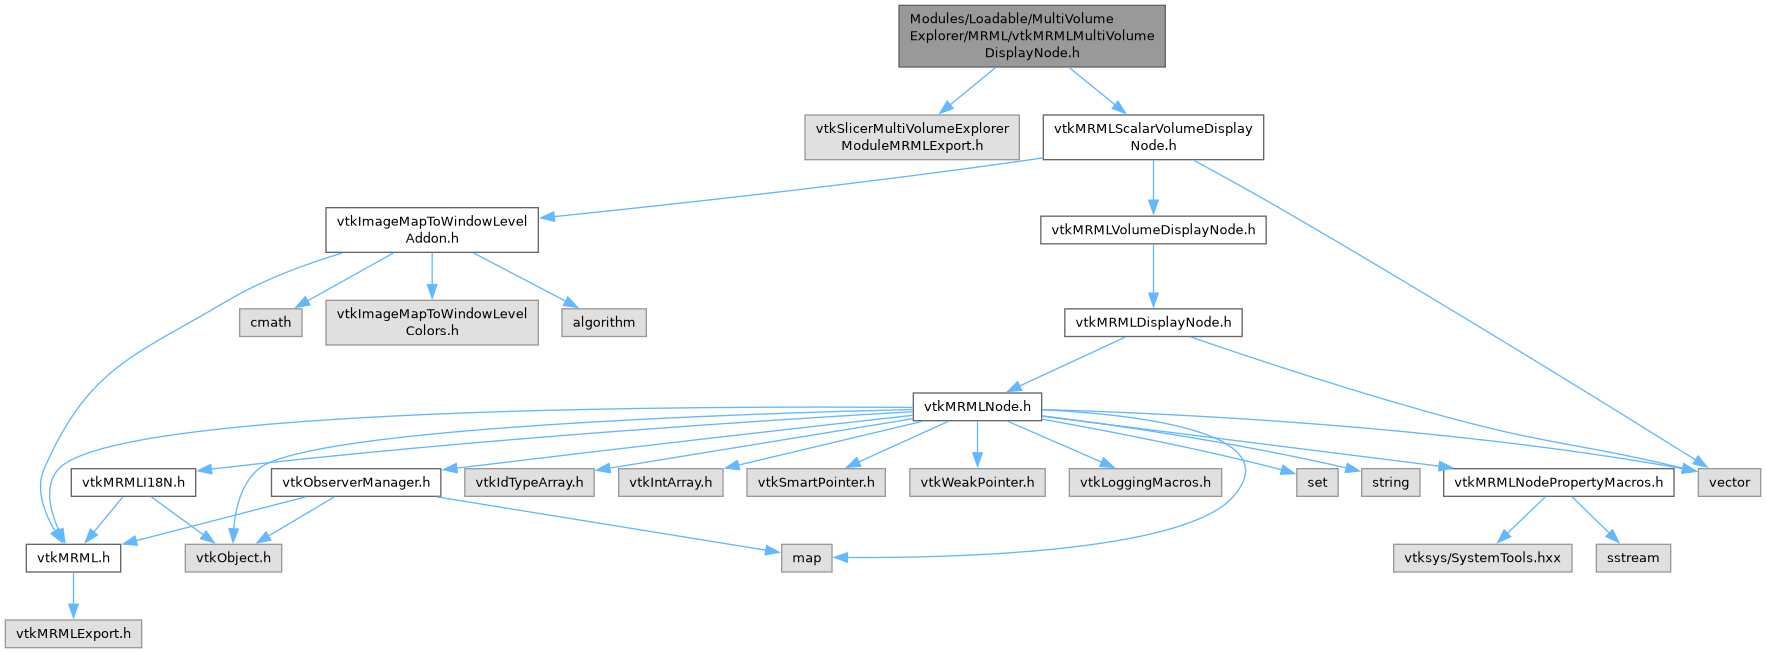 Modules/Loadable/MultiVolume
Explorer/MRML/vtkMRMLMultiVolume
DisplayNode.h
vtkSlicerMultiVolumeExplorer
ModuleMRMLExport.h
vtkMRMLScalarVolumeDisplay
Node.h
vtkImageMapToWindowLevel
Addon.h
vtkMRMLVolumeDisplayNode.h
cmath
vtkImageMapToWindowLevel
Colors.h
algorithm
vtkMRMLDisplayNode.h
vtkMRMLNode.h
vtkMRMLI18N.h
vtkObserverManager.h
vtkIdTypeArray.h
vtkIntArray.h
vtkSmartPointer.h
vtkWeakPointer.h
vtkLoggingMacros.h
set
string
vtkMRMLNodePropertyMacros.h
vector
vtkMRML.h
vtkObject.h
map
vtksys/SystemTools.hxx
sstream
vtkMRMLExport.h